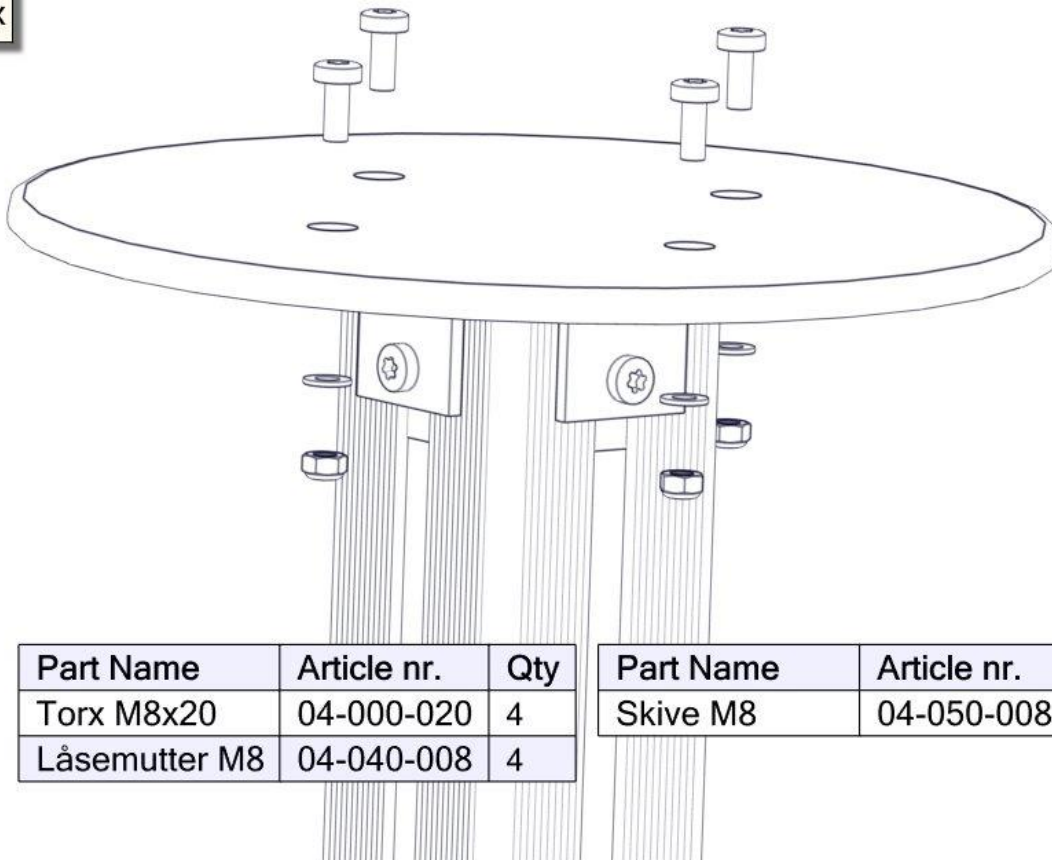 x
Part Name Article nr. Qty
Torx M8x20 04-000-020 4
Låsemutter M8 04-040-008 4
Part Name Article nr.
Skive M8 04-050-008